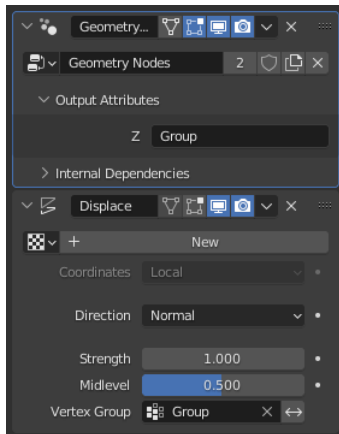 Geometry...
Geometry Nodes 2
Output Attributes
Z Group
Internal Dependencies
Displace
New
Coordinates Local
Direction Normal
Strength 1.000
Midlevel 0.500
Vertex Group Group